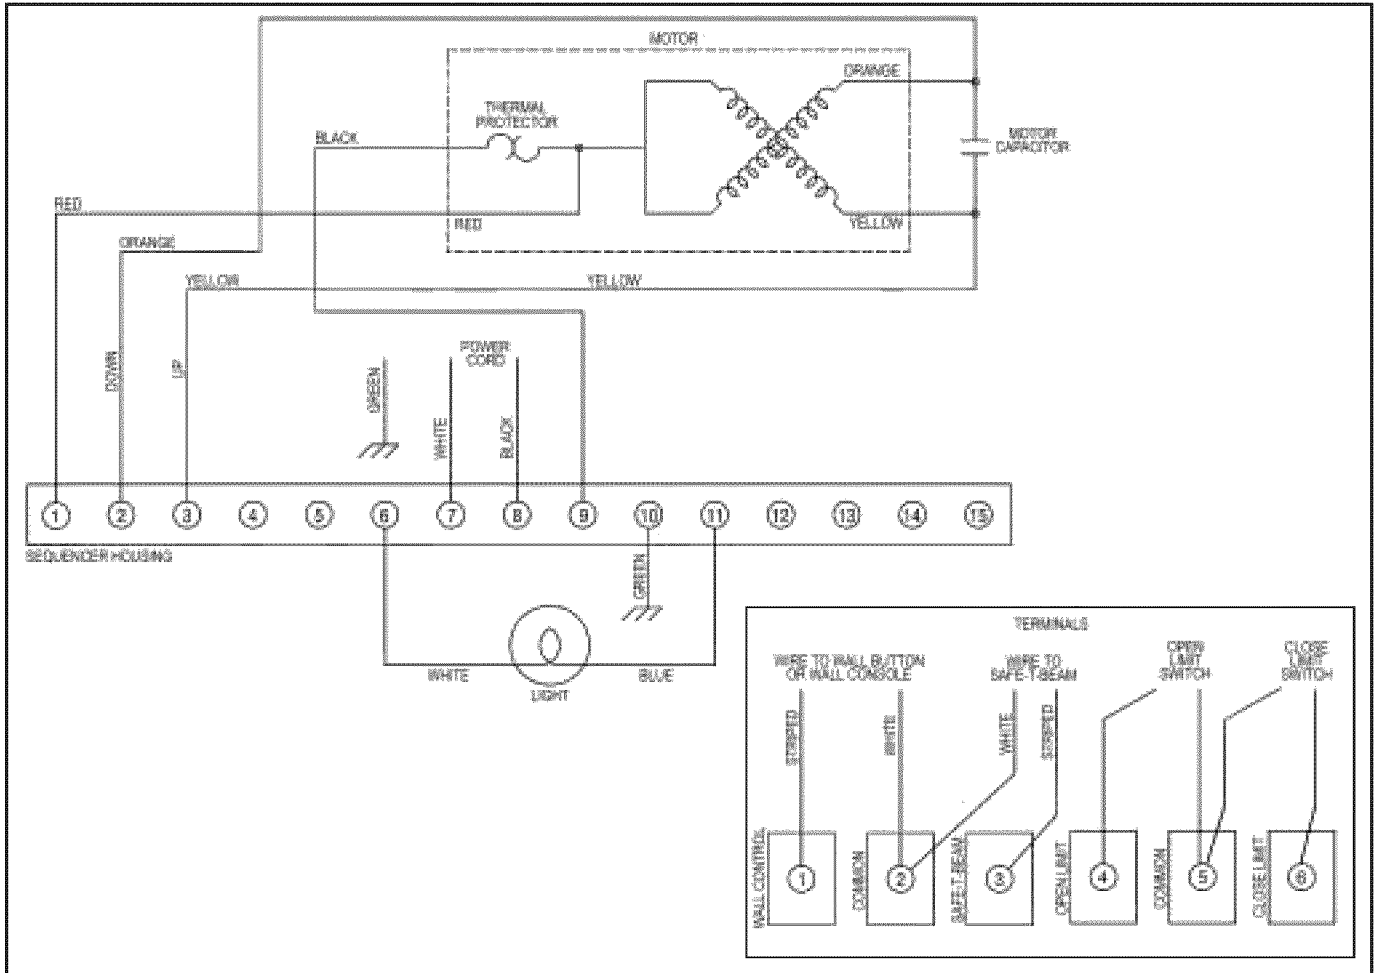 MOTOR
ORANGE
THERMAL
PROTECTOR
BLACK
MOTOR
CAPACITOR
RED
RED
YELLOW
ORANGE
YELLOW
YELLOW
DOWN
UP
GREEN
POWER
CORD
WHITE
BLACK
1 2 3 4 5 6 7 8 9 10 11 12 13 14 15
SEQUENCER HOUSING
GREEN
WHITE
LIGHT
BLUE
TERMINALS
WIRE TO WALL BUTTON
OR WALL CONSOLE
WIRE TO
SAFE-T-BEAM
OPEN
LIMIT
SWITCH
CLOSE
LIMIT
SWITCH
STRIPED
WHITE
WHITE
STRIPED
WALL CONTROL
1
COMMON
2
SAFE-T-BEAM
3
OPEN LIMIT
4
COMMON
5
CLOSE LIMIT
6